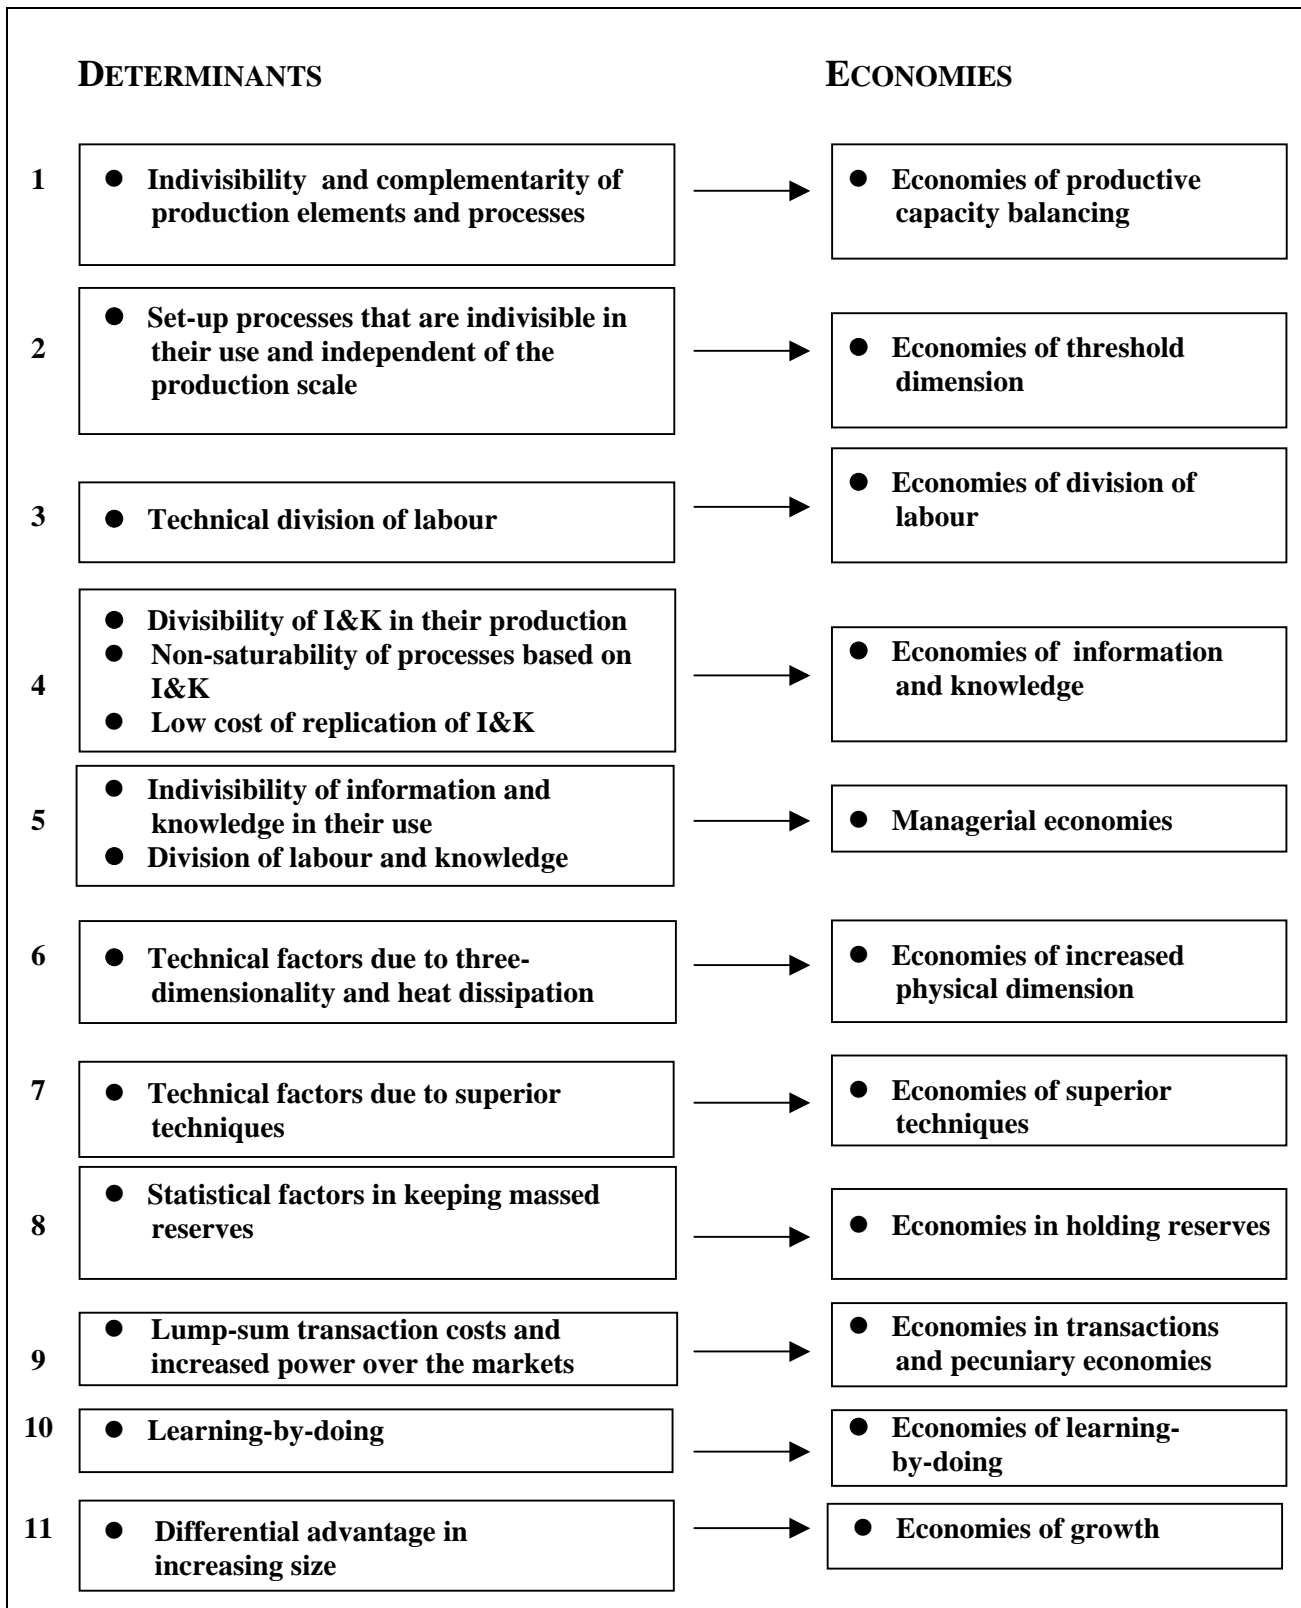 DETERMINANTS
ECONOMIES
1
● Indivisibility and complementarity of
production elements and processes
● Economies of productive
capacity balancing
2
● Set-up processes that are indivisible in
their use and independent of the
production scale
● Economies of threshold
dimension
3
● Technical division of labour
● Economies of division of
labour
4
● Divisibility of I&K in their production
● Non-saturability of processes based on
I&K
● Low cost of replication of I&K
● Economies of information
and knowledge
5
● Indivisibility of information and
knowledge in their use
● Division of labour and knowledge
● Managerial economies
6
● Technical factors due to three-
dimensionality and heat dissipation
● Economies of increased
physical dimension
7
● Technical factors due to superior
techniques
● Economies of superior
techniques
8
● Statistical factors in keeping massed
reserves
● Economies in holding reserves
9
● Lump-sum transaction costs and
increased power over the markets
● Economies in transactions
and pecuniary economies
10
● Learning-by-doing
● Economies of learning-
by-doing
11
● Differential advantage in
increasing size
● Economies of growth